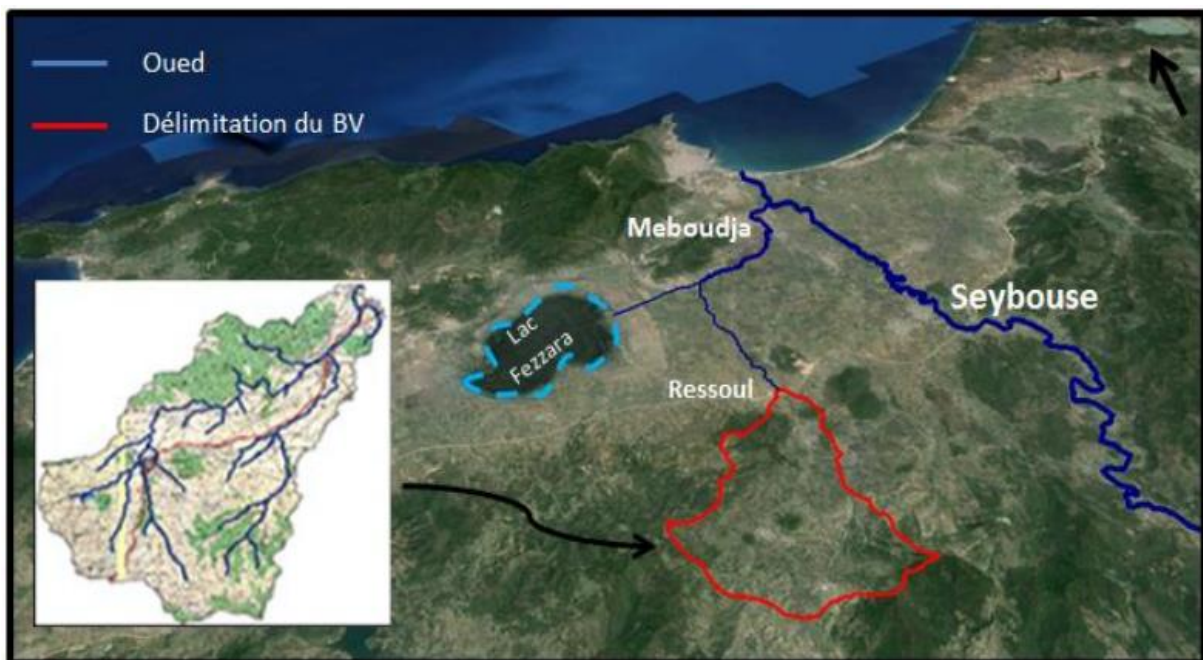 Oued
Délimitation du BV
Meboudja
Seybouse
Lac
Fezzara
Ressoul